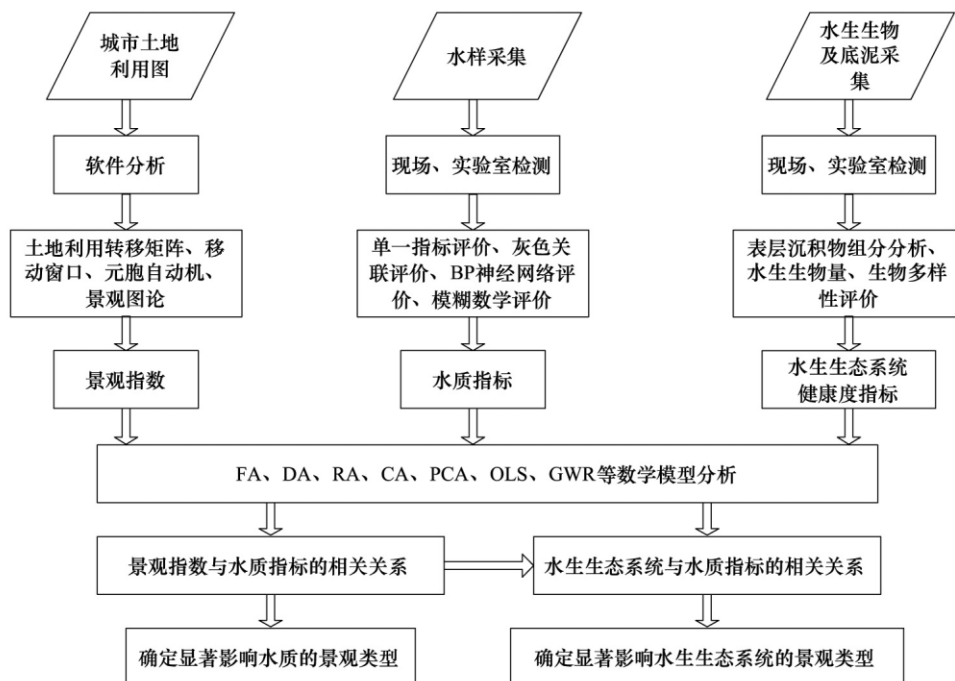 城市土地
利用图
水样采集
水生生物
及底泥采
集
软件分析
现场、实验室检测
现场、实验室检测
土地利用转移矩阵、移
动窗口、元胞自动机、
景观图论
单一指标评价、灰色关
联评价、BP神经网络评
价、模糊数学评价
表层沉积物组分分析、
水生生物量、生物多样
性评价
景观指数
水质指标
水生生态系统
健康度指标
FA、DA、RA、CA、PCA、OLS、GWR等数学模型分析
景观指数与水质指标的相关关系
水生生态系统与水质指标的相关关系
确定显著影响水质的景观类型
确定显著影响水生生态系统的景观类型